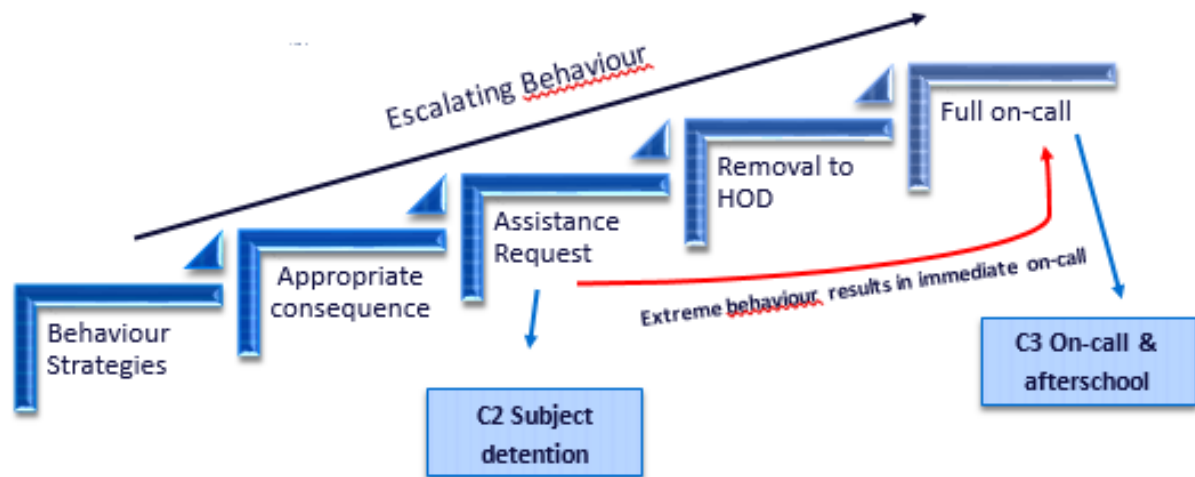 Escalating Behaviour
Behaviour
Strategies
Appropriate
consequence
Assistance
Request
Removal to
HOD
Full on-call
Extreme behaviour results in immediate on-call
C2 Subject
detention
C3 On-call &
afterschool